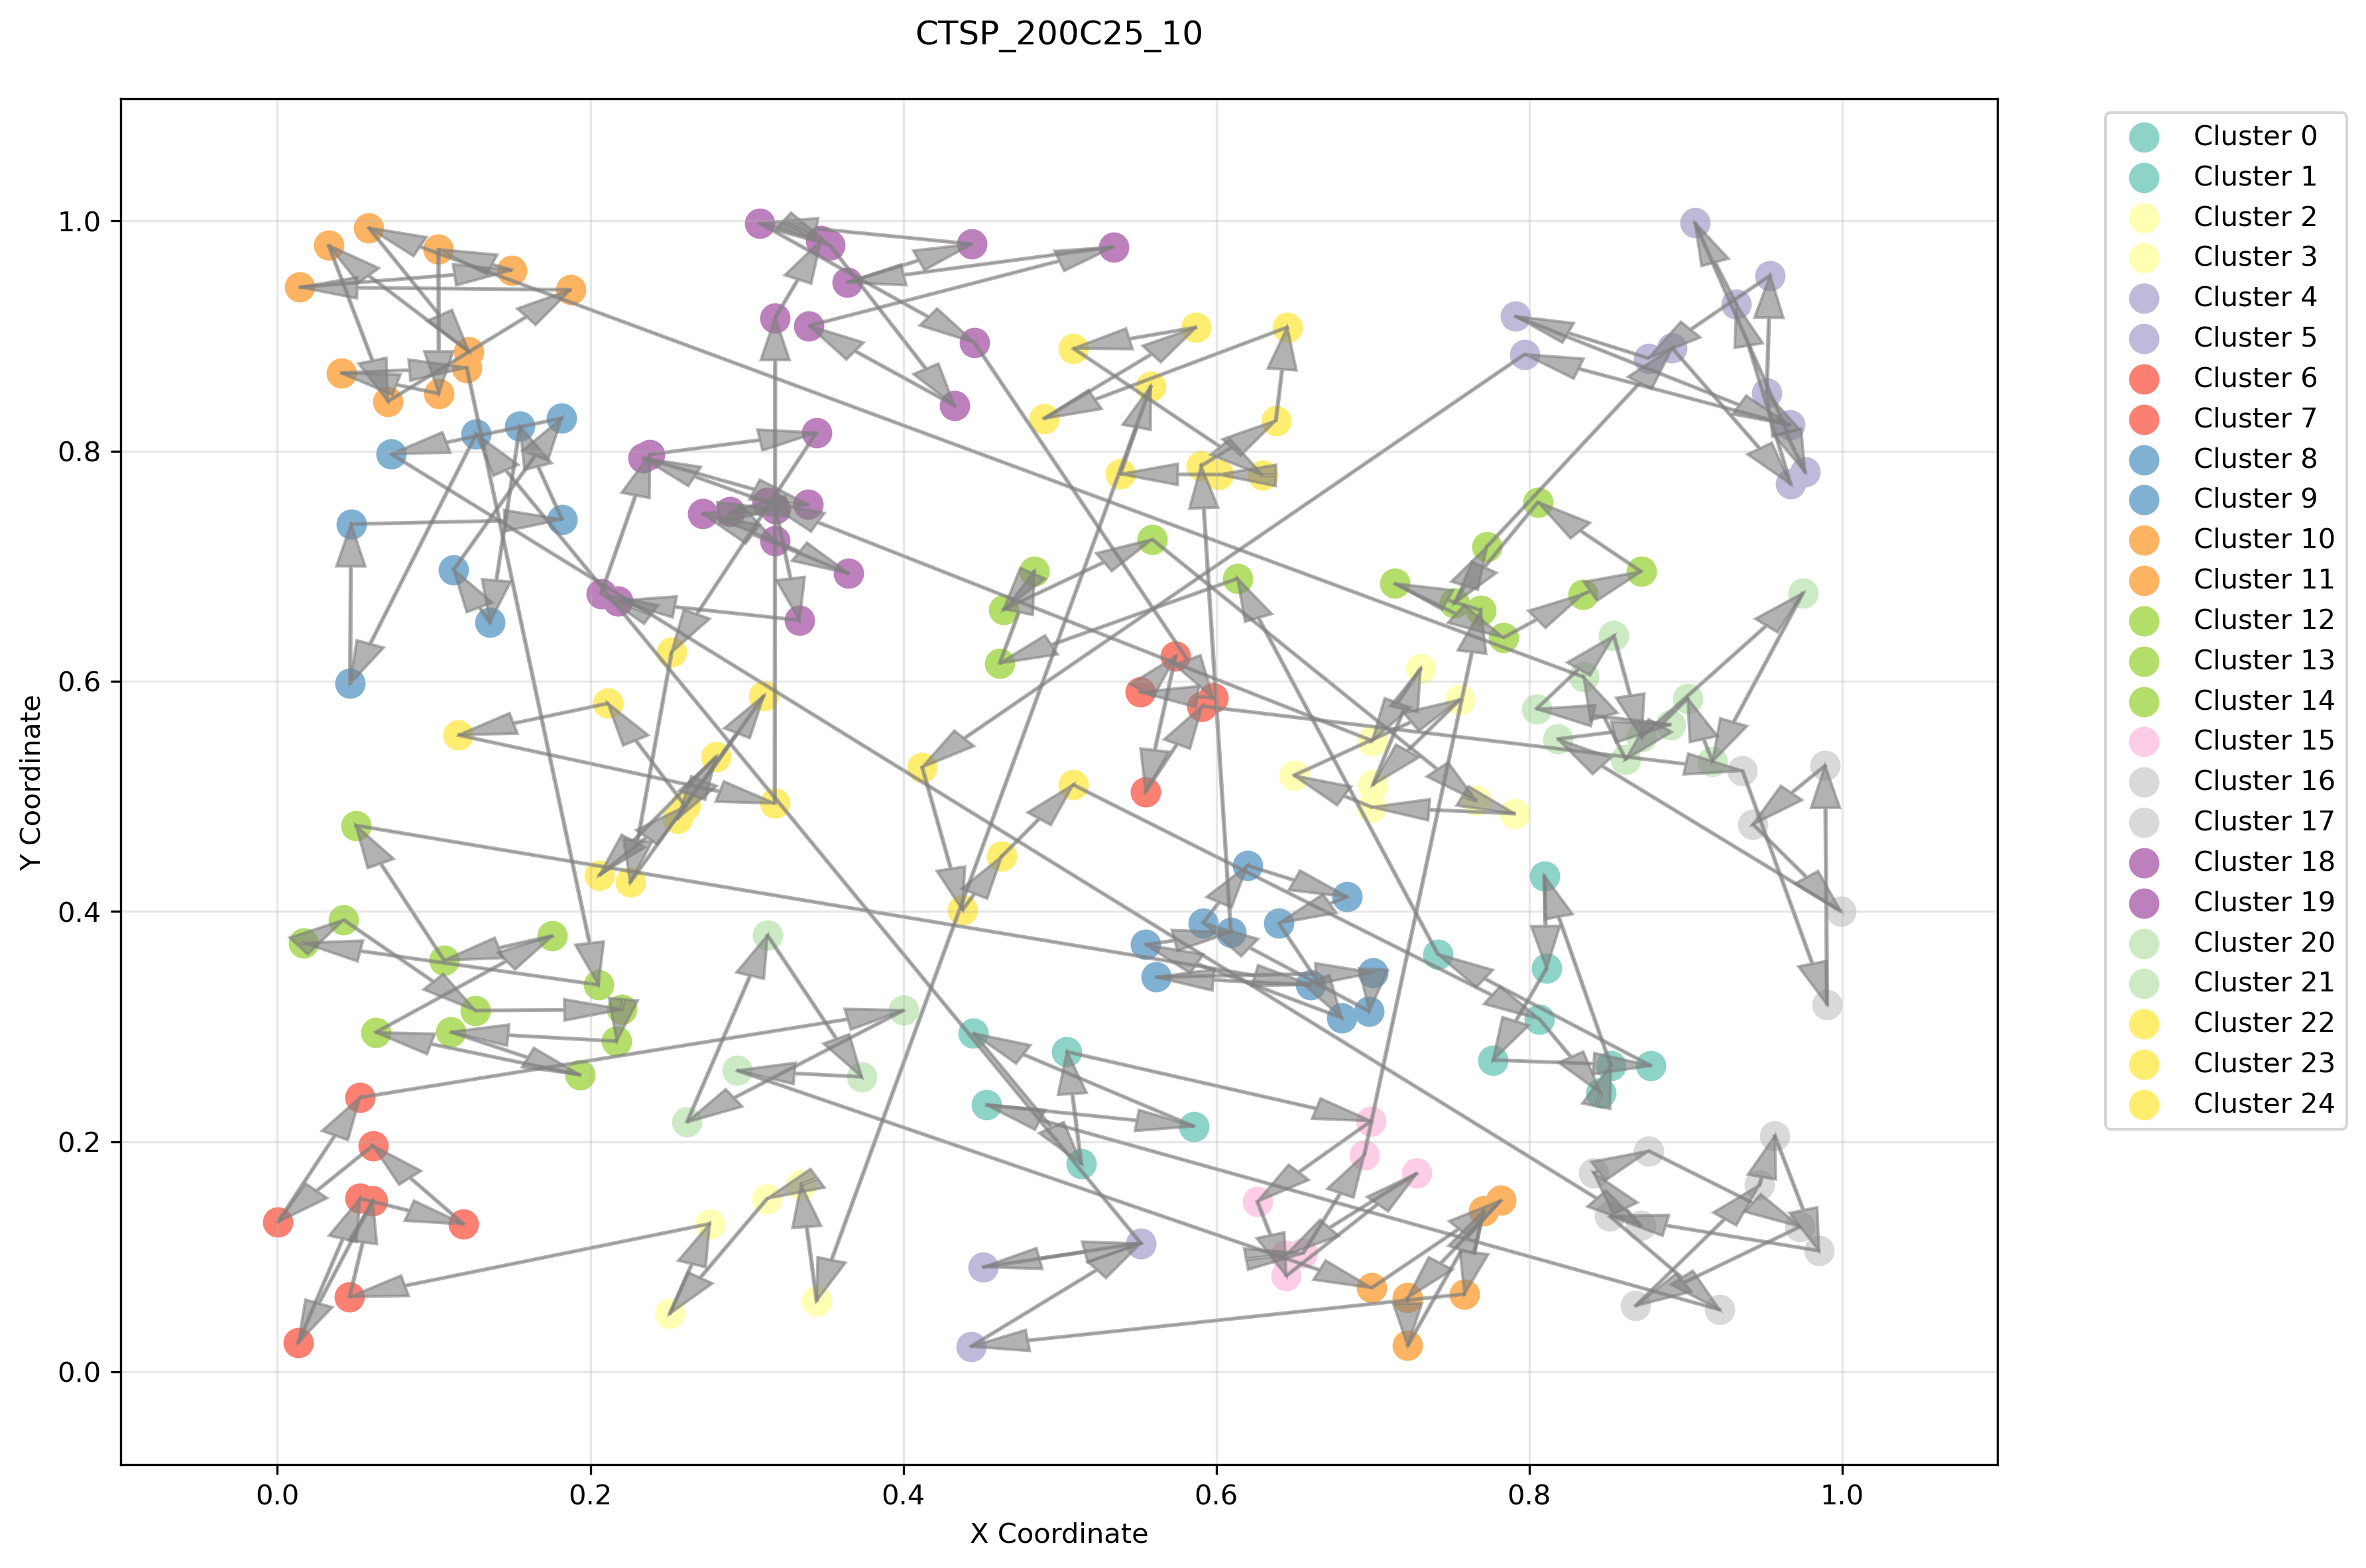 CTSP_200C25_10
Y Coordinate
1.0
0.8
0.6
0.4
0.2
0.0
0.0 0.2 0.4 0.6 0.8 1.0
X Coordinate
Cluster 0
Cluster 1
Cluster 2
Cluster 3
Cluster 4
Cluster 5
Cluster 6
Cluster 7
Cluster 8
Cluster 9
Cluster 10
Cluster 11
Cluster 12
Cluster 13
Cluster 14
Cluster 15
Cluster 16
Cluster 17
Cluster 18
Cluster 19
Cluster 20
Cluster 21
Cluster 22
Cluster 23
Cluster 24